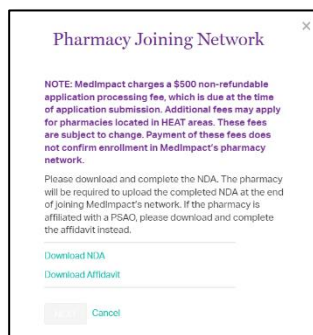 ×
Pharmacy Joining Network
NOTE: MedImpact charges a $500 non-refundable
application processing fee, which is due at the time
of application submission. Additional fees may apply
for pharmacies located in HEAT areas. These fees
are subject to change. Payment of these fees does
not confirm enrollment in MedImpact's pharmacy
network.
Please download and complete the NDA. The pharmacy
will be required to upload the completed NDA at the end
of joining MedImpact's network. If the pharmacy is
affiliated with a PSAO, please download and complete
the affidavit instead.
Download NDA
Download Affidavit
NEXT Cancel